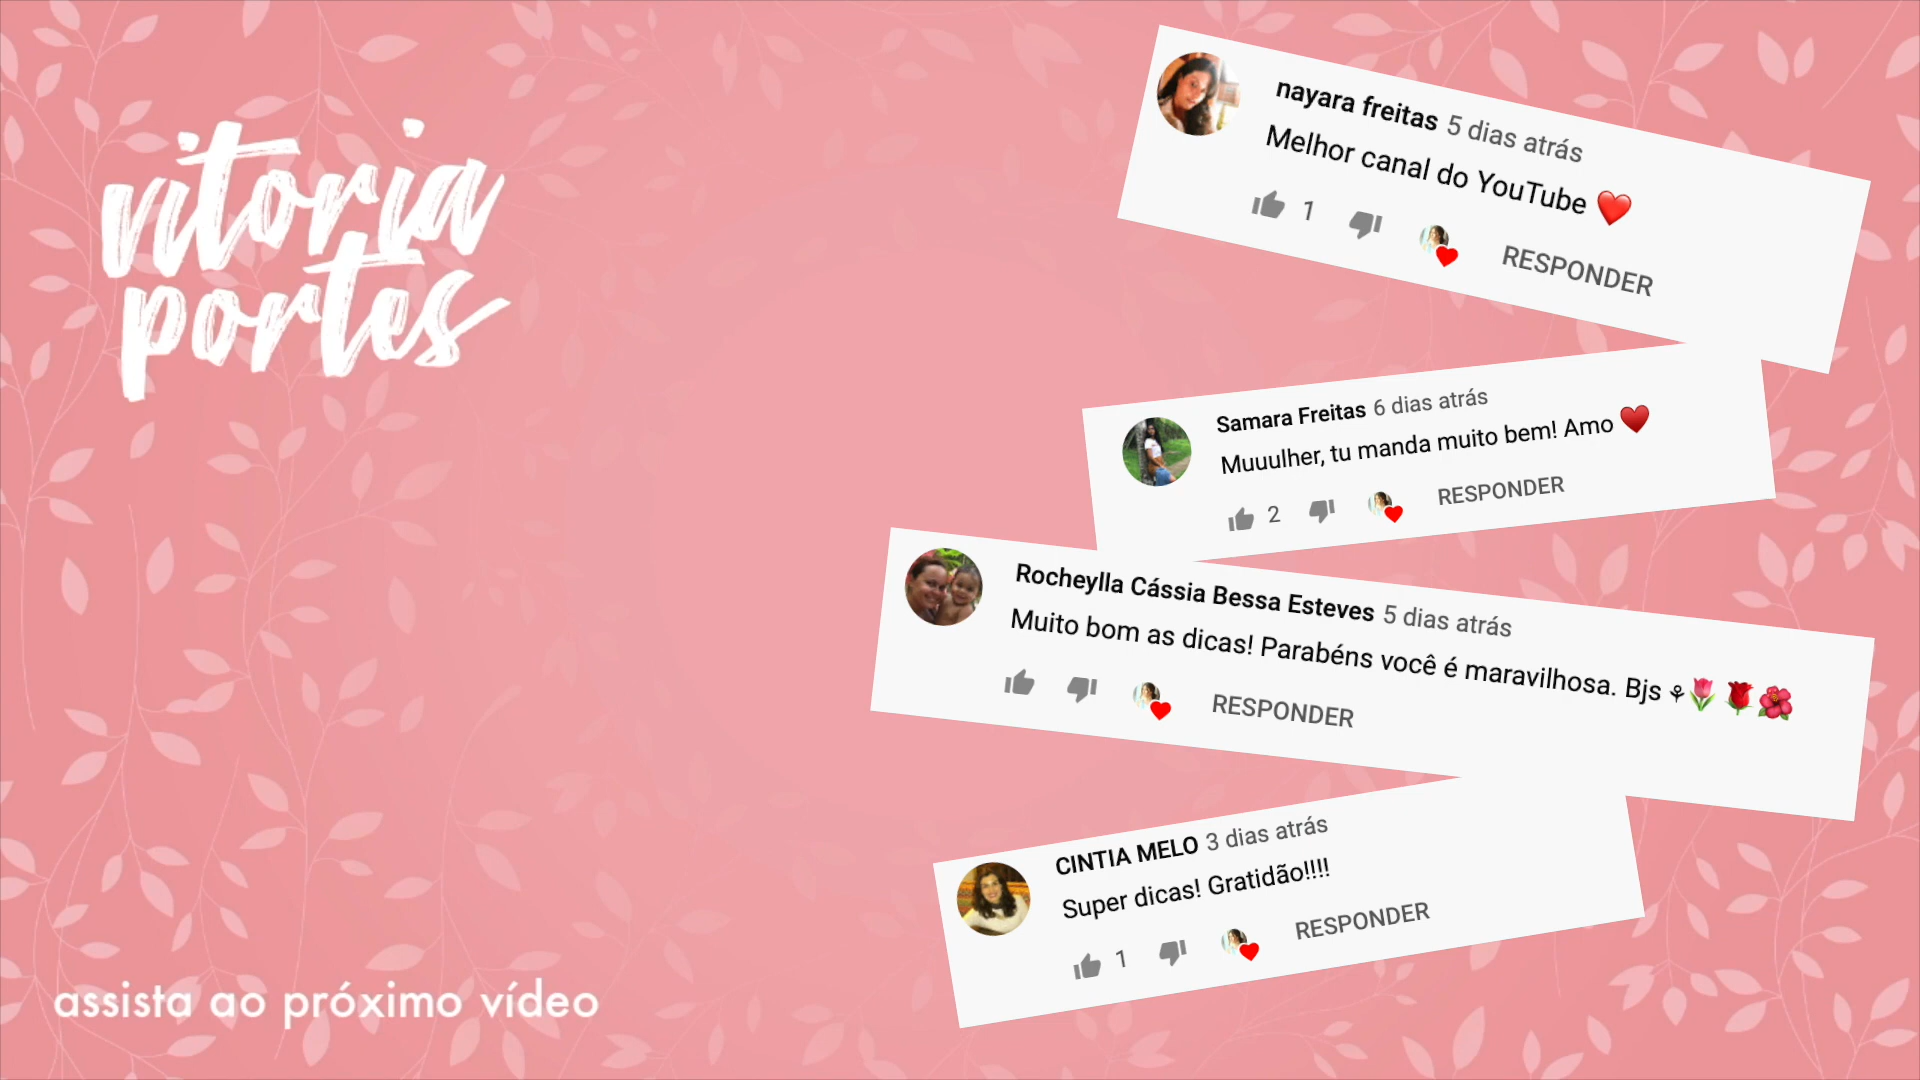 vitoria
portes
nayara freitas 5 dias atrás
Melhor canal do YouTube ❤️
1 RESPONDER
Samara Freitas 6 dias atrás
Muuulher, tu manda muito bem! Amo ♥️
2 RESPONDER
Rocheylla Cássia Bessa Esteves 5 dias atrás
Muito bom as dicas! Parabéns você é maravilhosa. Bjs ⚘🌷🌹🌺
RESPONDER
CINTIA MELO 3 dias atrás
Super dicas! Gratidão!!!!
1 RESPONDER
assista ao próximo vídeo